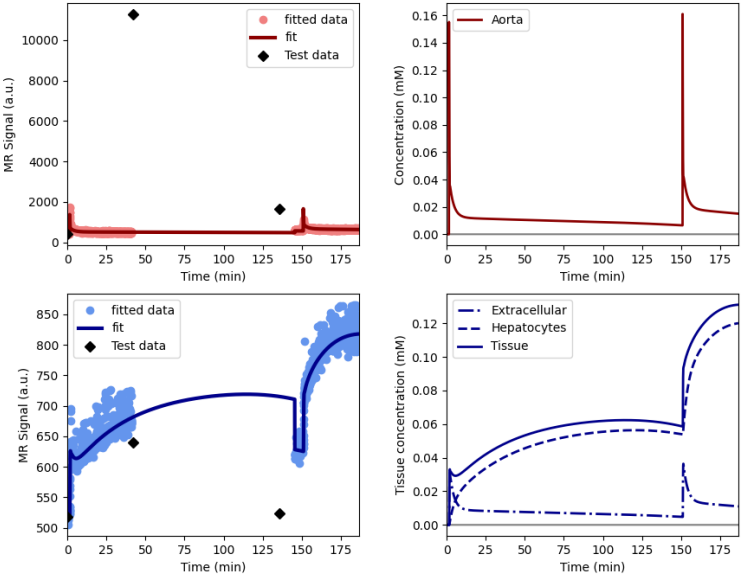 fitted data
fit
Test data
MR Signal (a.u.)
10000
8000
6000
4000
2000
0
0 25 50 75 100 125 150 175
Time (min)
Aorta
Concentration (mM)
0.16
0.14
0.12
0.10
0.08
0.06
0.04
0.02
0.00
0 25 50 75 100 125 150 175
Time (min)
fitted data
fit
Test data
MR Signal (a.u.)
850
800
750
700
650
600
550
500
0 25 50 75 100 125 150 175
Time (min)
Extracellular
Hepatocytes
Tissue
Tissue concentration (mM)
0.12
0.10
0.08
0.06
0.04
0.02
0.00
0 25 50 75 100 125 150 175
Time (min)